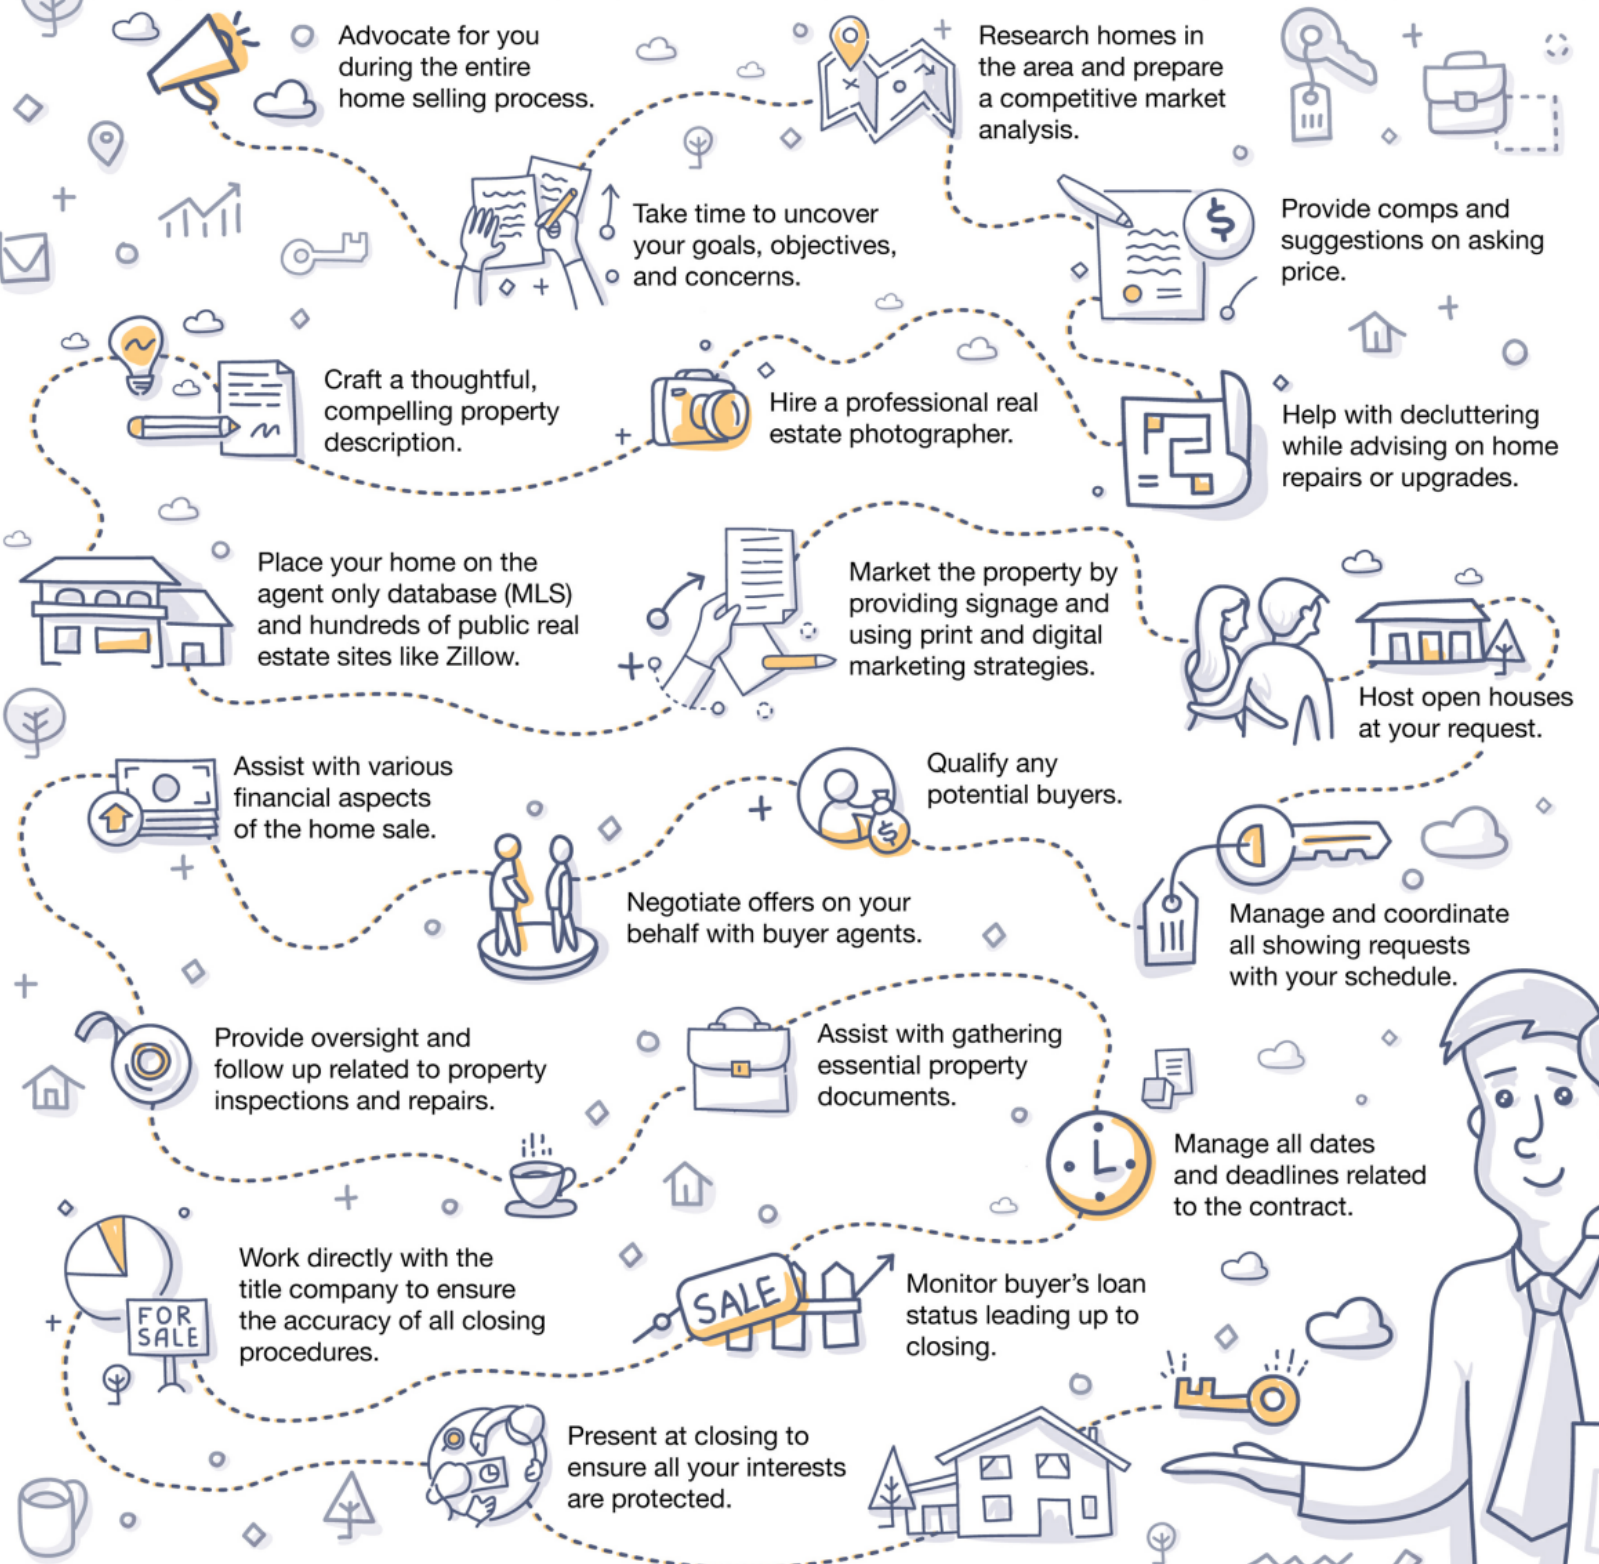 Advocate for you
during the entire
home selling process.
Research homes in
the area and prepare
a competitive market
analysis.
Take time to uncover
your goals, objectives,
and concerns.
$
Provide comps and
suggestions on asking
price.
Craft a thoughtful,
compelling property
description.
Hire a professional real
estate photographer.
Help with decluttering
while advising on home
repairs or upgrades.
Place your home on the
agent only database (MLS)
and hundreds of public real
estate sites like Zillow.
Market the property by
providing signage and
using print and digital
marketing strategies.
Host open houses
at your request.
Assist with various
financial aspects
of the home sale.
Negotiate offers on your
behalf with buyer agents.
Qualify any
potential buyers.
$
Manage and coordinate
all showing requests
with your schedule.
Provide oversight and
follow up related to property
inspections and repairs.
Assist with gathering
essential property
documents.
Manage all dates
and deadlines related
to the contract.
FOR
SALE
Work directly with the
title company to ensure
the accuracy of all closing
procedures.
SALE
Monitor buyer’s loan
status leading up to
closing.
Present at closing to
ensure all your interests
are protected.